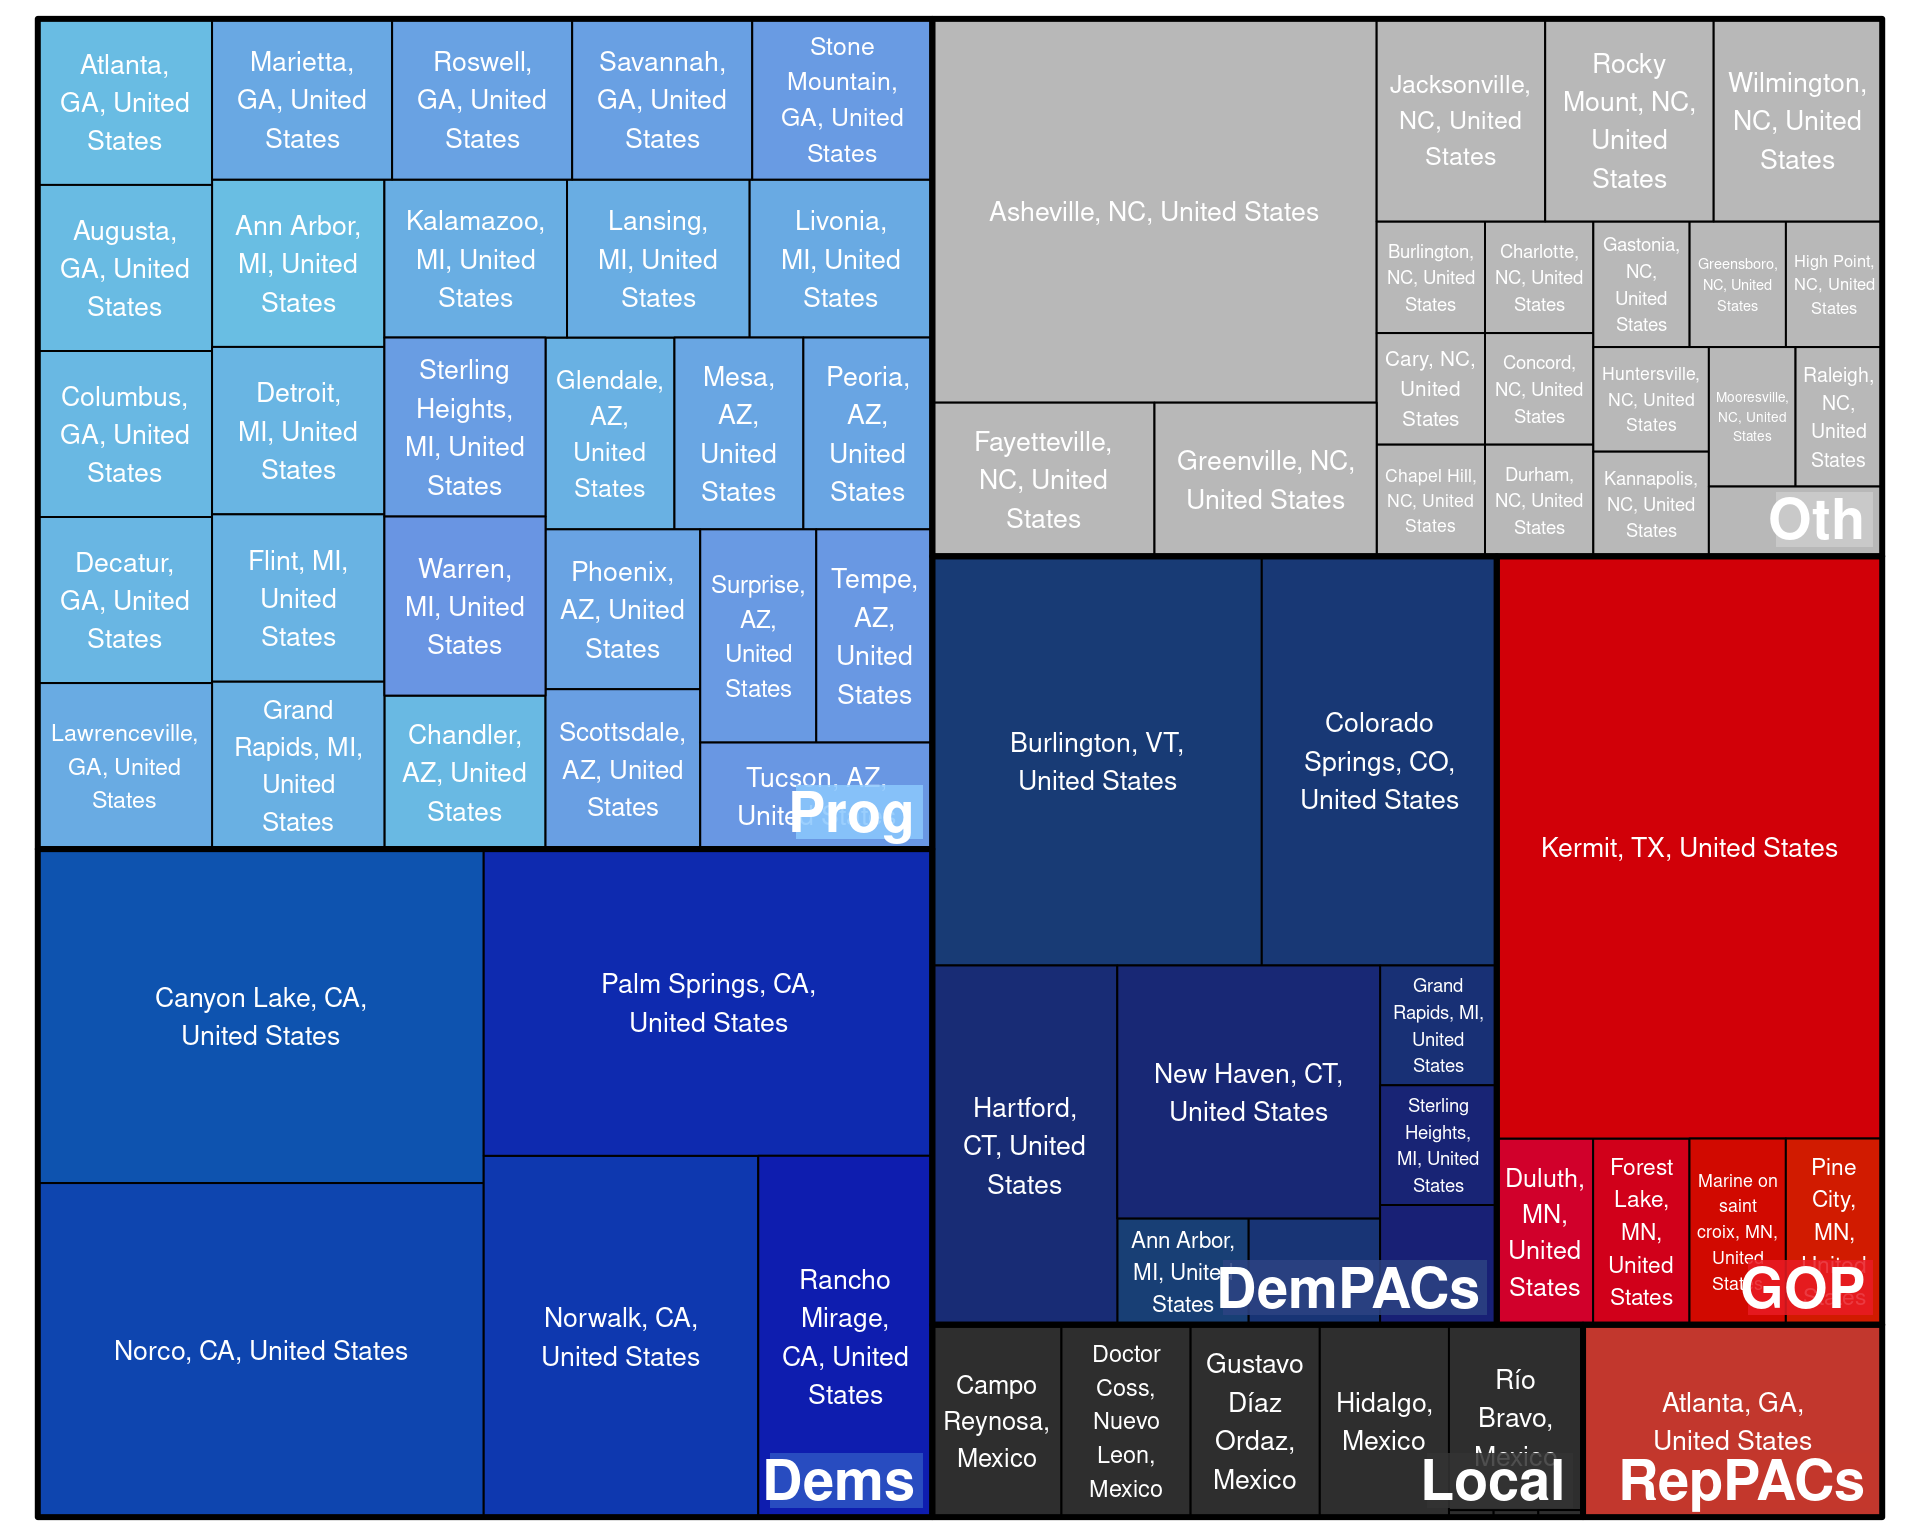 Atlanta,
GA, United
States
Marietta,
GA, United
States
Roswell,
GA, United
States
Savannah,
GA, United
States
Stone
Mountain,
GA, United
States
Augusta,
GA, United
States
Ann Arbor,
MI, United
States
Kalamazoo,
MI, United
States
Lansing,
MI, United
States
Livonia,
MI, United
States
Columbus,
GA, United
States
Detroit,
MI, United
States
Sterling
Heights,
MI, United
States
Glendale,
AZ,
United
States
Mesa,
AZ,
United
States
Peoria,
AZ,
United
States
Decatur,
GA, United
States
Flint, MI,
United
States
Warren,
MI, United
States
Phoenix,
AZ, United
States
Surprise,
AZ,
United
States
Tempe,
AZ,
United
States
Lawrenceville,
GA, United
States
Grand
Rapids, MI,
United
States
Chandler,
AZ, United
States
Scottsdale,
AZ, United
States
Tucson, AZ,
United States
Prog
Asheville, NC, United States
Jacksonville,
NC, United
States
Rocky
Mount, NC,
United
States
Wilmington,
NC, United
States
Burlington,
NC, United
States
Charlotte,
NC, United
States
Gastonia,
NC,
United
States
Greensboro,
NC, United
States
High Point,
NC, United
States
Cary, NC,
United
States
Concord,
NC, United
States
Huntersville,
NC, United
States
Mooresville,
NC, United
States
Raleigh,
NC,
United
States
Fayetteville,
NC, United
States
Greenville, NC,
United States
Chapel Hill,
NC, United
States
Durham,
NC, United
States
Kannapolis,
NC, United
States
Oth
Canyon Lake, CA,
United States
Palm Springs, CA,
United States
Norco, CA, United States
Norwalk, CA,
United States
Rancho
Mirage,
CA, United
States
Dems
Burlington, VT,
United States
Colorado
Springs, CO,
United States
Hartford,
CT, United
States
New Haven, CT,
United States
Grand
Rapids, MI,
United
States
Sterling
Heights,
MI, United
States
Ann Arbor,
MI, United
States
DemPACs
Kermit, TX, United States
Duluth,
MN,
United
States
Forest
Lake,
MN,
United
States
Marine on
saint
croix, MN,
United
States
Pine
City,
MN,
United
States
GOP
Campo
Reynosa,
Mexico
Doctor
Coss,
Nuevo
Leon,
Mexico
Gustavo
Díaz
Ordaz,
Mexico
Hidalgo,
Mexico
Río
Bravo,
Mexico
Local
Atlanta, GA,
United States
RepPACs